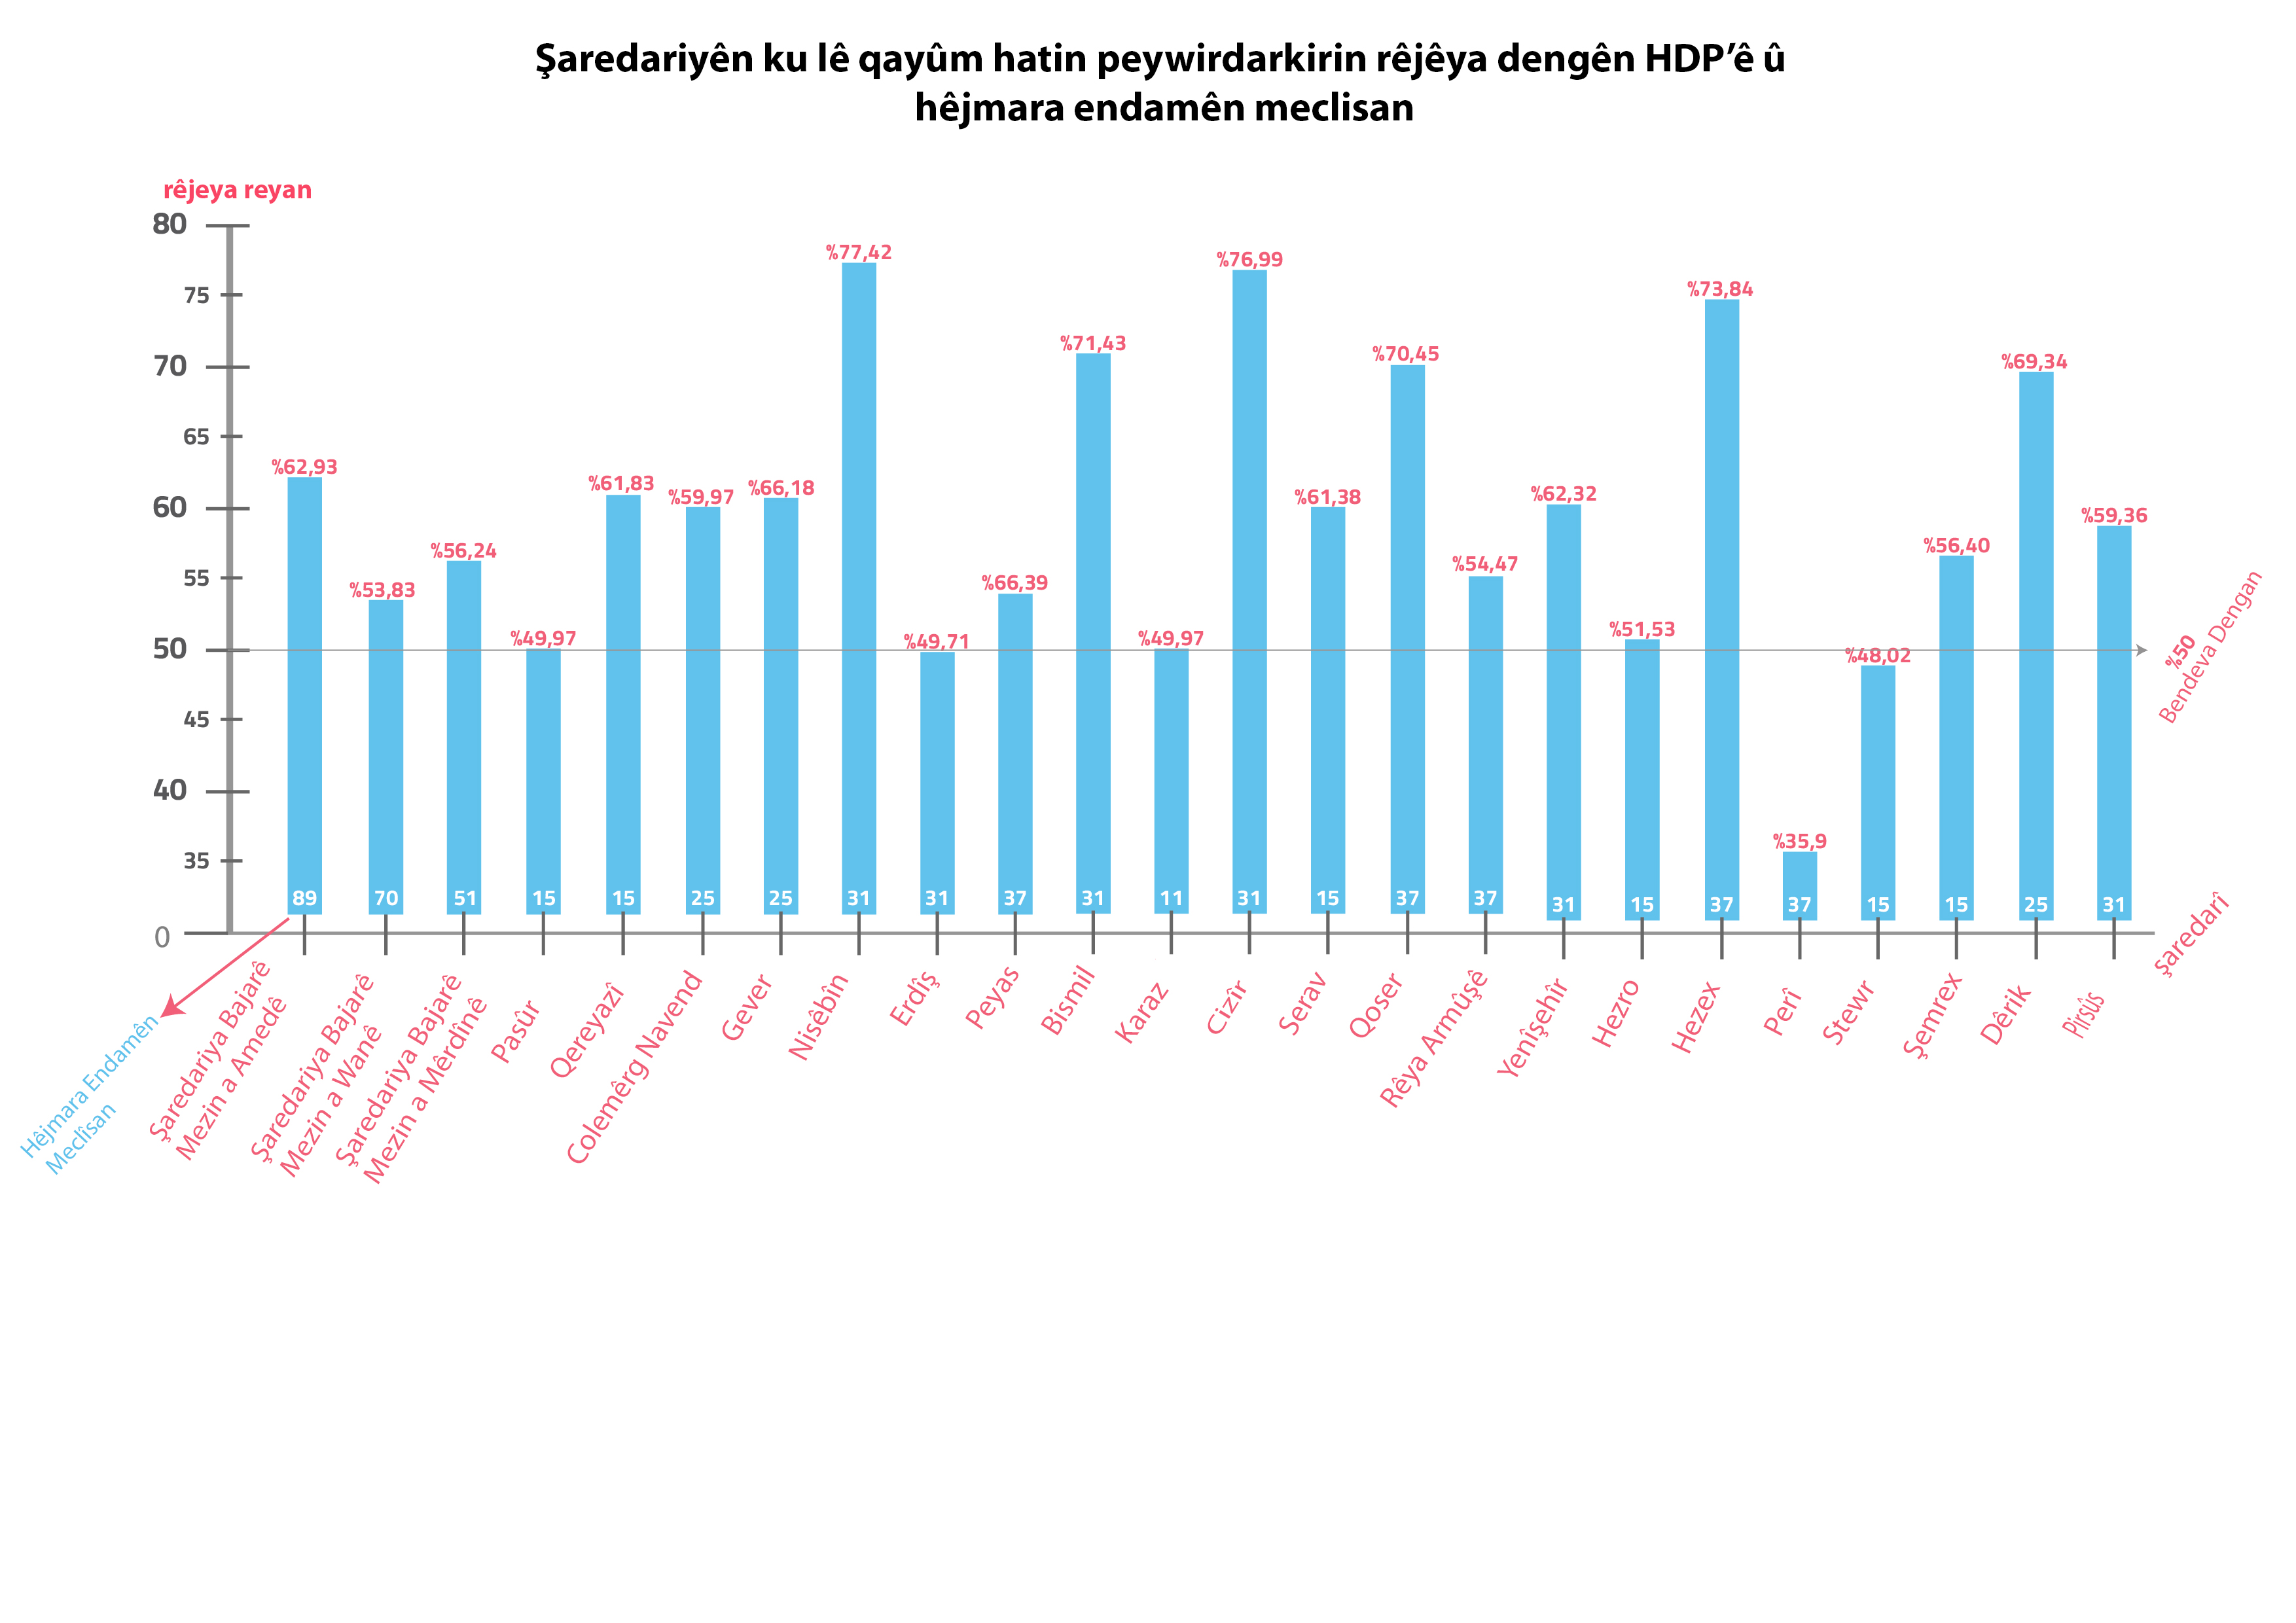 Şaredariyên ku lê qayûm hatin peywirdarkirin rêjêya dengên HDP’ê û
hêjmara endamên meclisan
rêjeya reyan
80
75
70
65
60
55
50
45
40
35
0
%62,93
%53,83
%56,24
%49,97
%61,83
%59,97
%66,18
%77,42
%49,71
%66,39
%71,43
%49,97
%76,99
%61,38
%70,45
%54,47
%62,32
%51,53
%73,84
%35,9
%48,02
%56,40
%69,34
%59,36
%50
Bendeva Dengan
89
70
51
15
15
25
25
31
31
37
31
11
31
15
37
37
31
15
37
37
15
15
25
31
şaredarî
Hêjmara Endamên
Meclîsan
Şaredariya Bajarê
Mezin a Amedê
Şaredariya Bajarê
Mezin a Wanê
Şaredariya Bajarê
Mezin a Mêrdînê
Pasûr
Qereyazî
Colemêrg Navend
Gever
Nisêbîn
Erdîş
Peyas
Bismil
Karaz
Cizîr
Serav
Qoser
Rêya Armûşê
Yenîşehîr
Hezro
Hezex
Perî
Stewr
Şemrex
Dêrik
Pirsûs